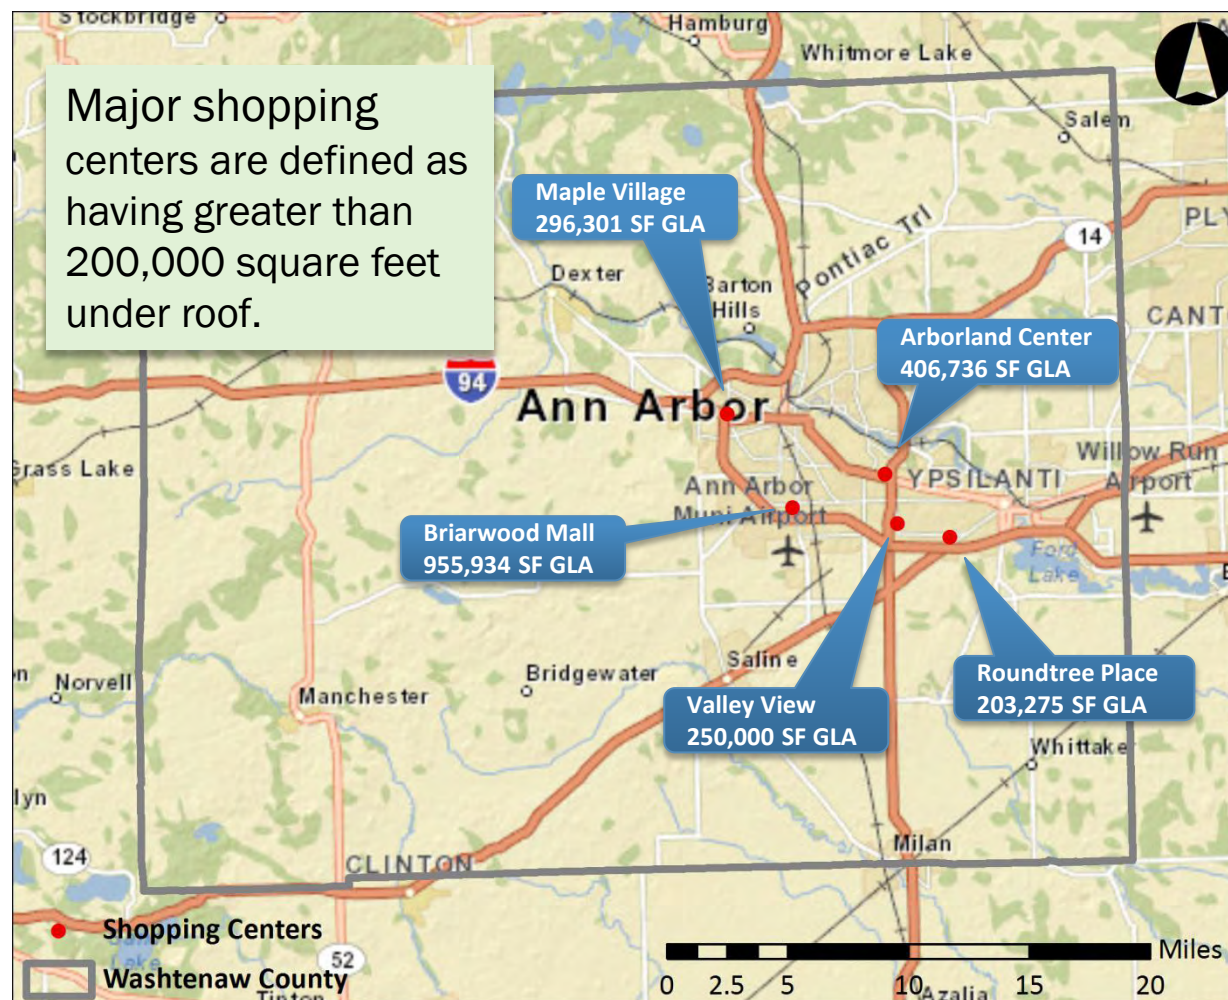 Stockbridge
Hamburg
Whitmore Lake
Major shopping
centers are defined as
having greater than
200,000 square feet
under roof.
Salem
Maple Village
296,301 SF GLA
Pontiac Trl
14
PL
Dexter
Barton
Hills
CANT
Arborland Center
406,736 SF GLA
94
Ann Arbor
Grass Lake
Willow Run
Airport
YPSILANTI
Ann Arbor
Muni Airport
Briarwood Mall
955,934 SF GLA
Ford
Lake
Norvell
Bridgewater
Saline
Manchester
Roundtree Place
203,275 SF GLA
Valley View
250,000 SF GLA
Whittaker
lyn
124
Milan
CLINTON
Shopping Centers
Lake
52
Washtenaw County
Tipton
Miles
0 2.5 5 10 15 20
Azalia